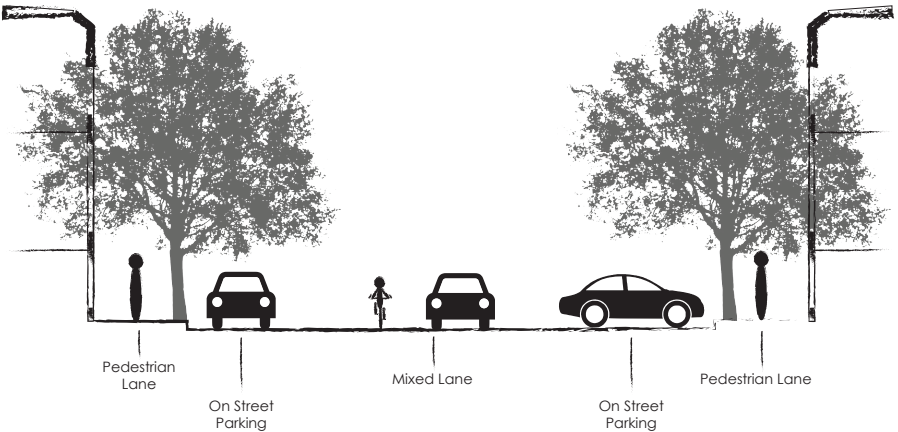 Pedestrian
Lane
On Street
Parking
Mixed Lane
On Street
Parking
Pedestrian Lane